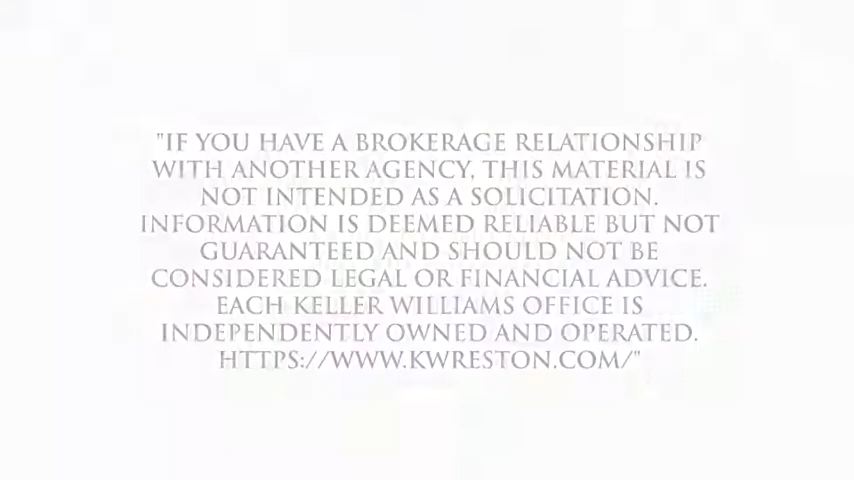 "IF YOU HAVE A BROKERAGE RELATIONSHIP
WITH ANOTHER AGENCY, THIS MATERIAL IS
NOT INTENDED AS A SOLICITATION.
INFORMATION IS DEEMED RELIABLE BUT NOT
GUARANTEED AND SHOULD NOT BE
CONSIDERED LEGAL OR FINANCIAL ADVICE.
EACH KELLER WILLIAMS OFFICE IS
INDEPENDENTLY OWNED AND OPERATED.
HTTPS://WWW.KWRESTON.COM/"